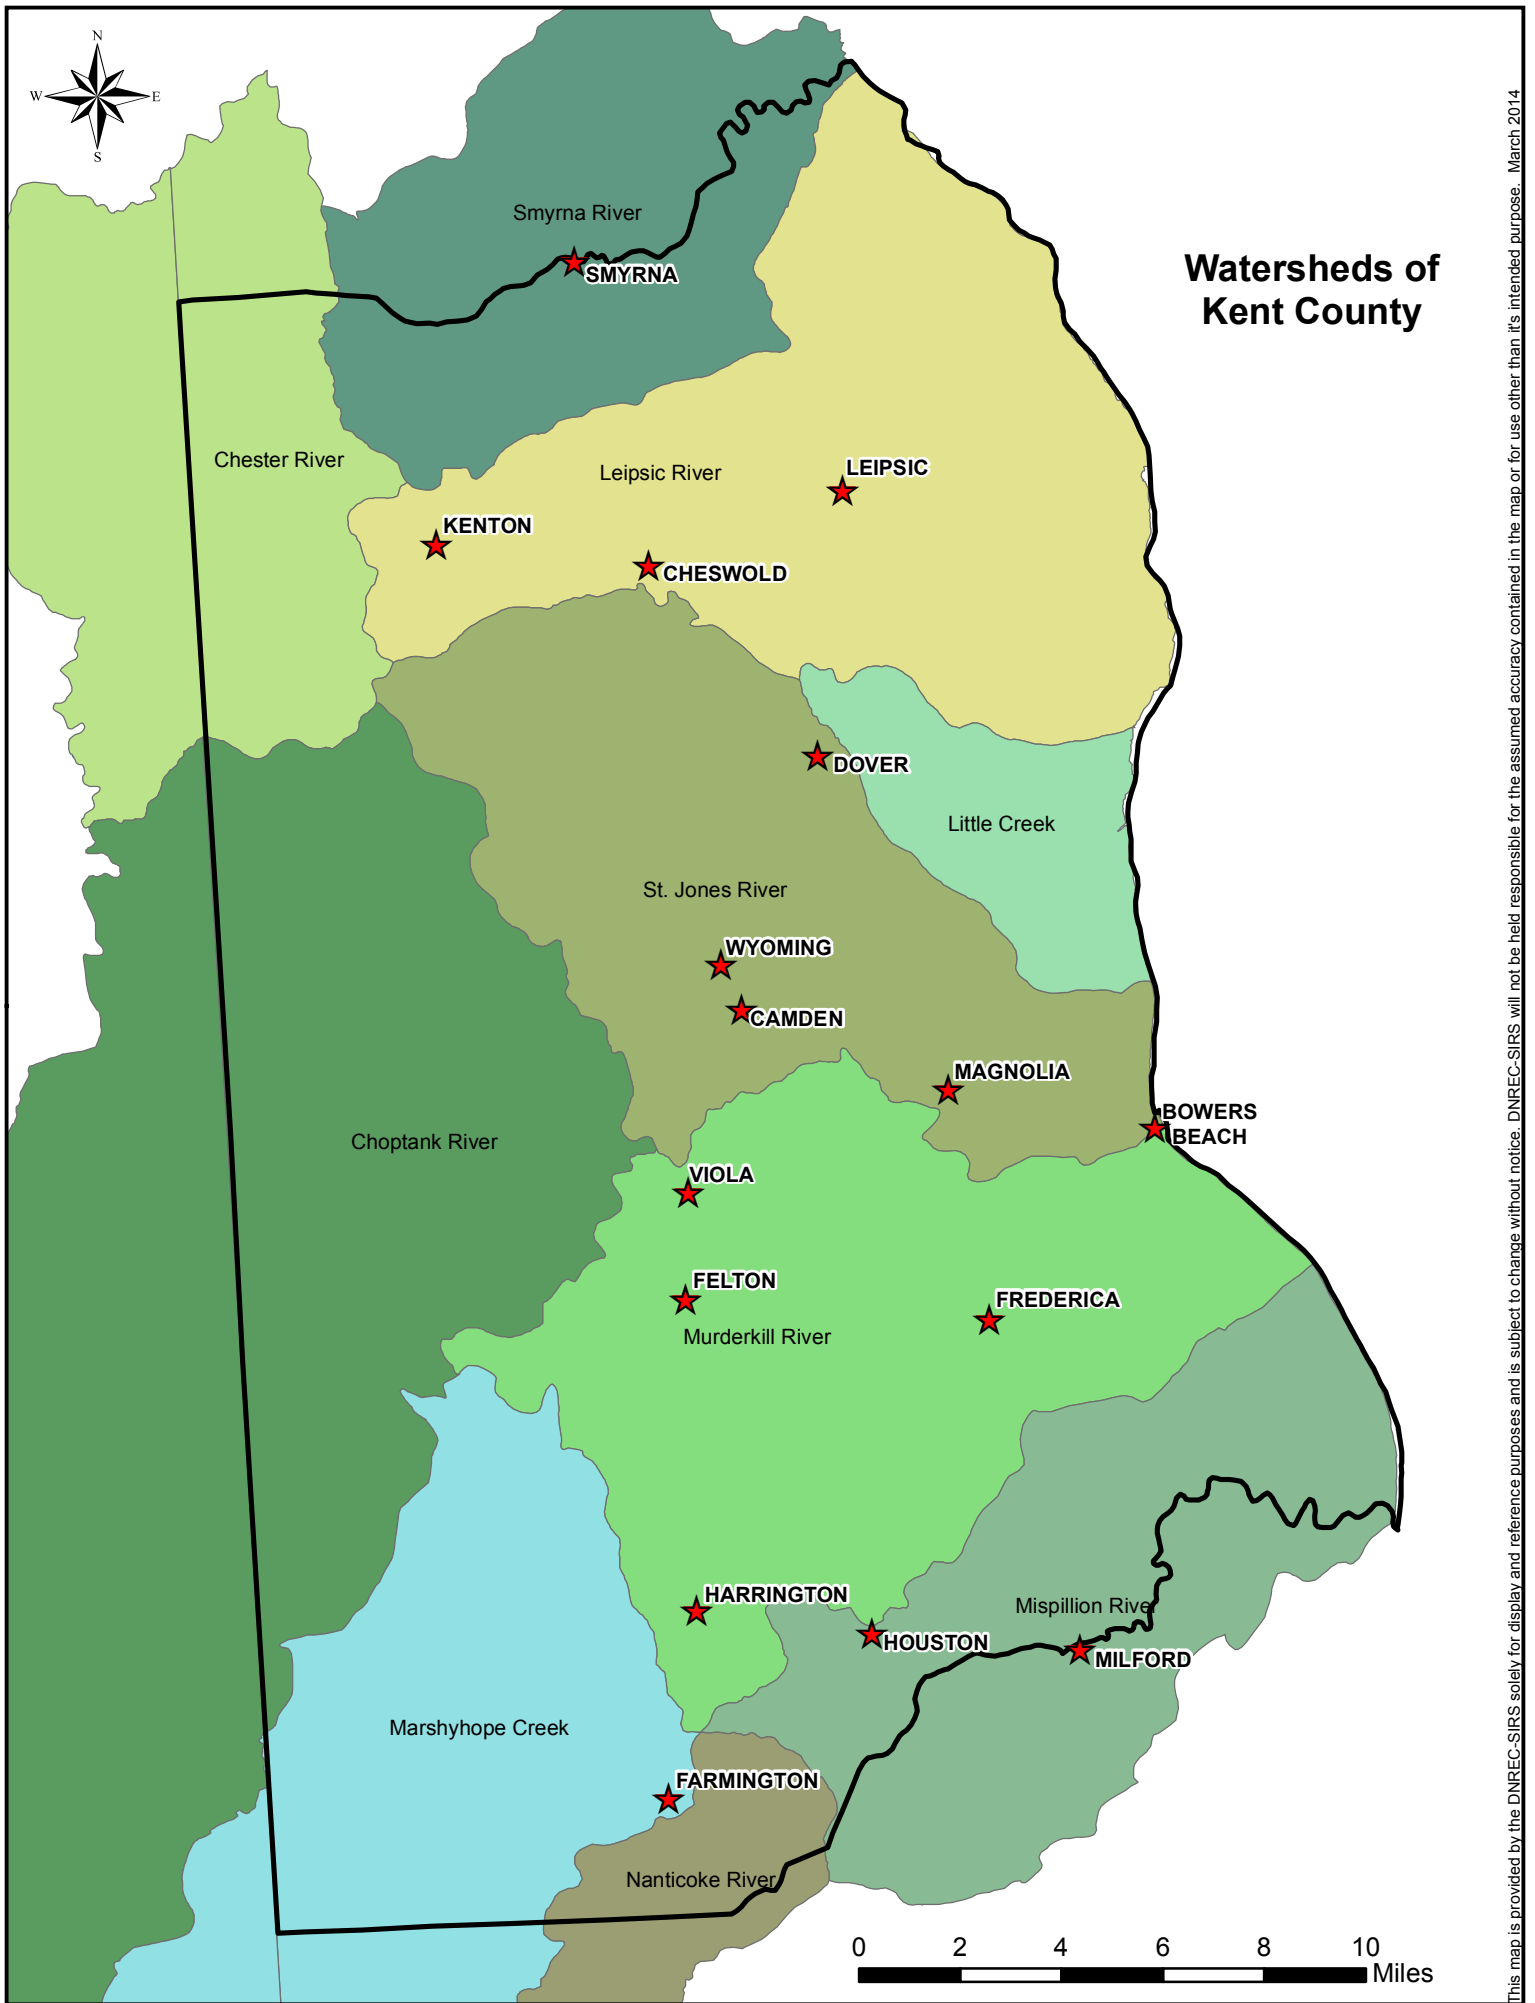 N
W E
S
Watersheds of
Kent County
Smyrna River
SMYRNA
Chester River
Leipsic River
LEIPSIC
KENTON
CHESWOLD
DOVER
Little Creek
St. Jones River
WYOMING
CAMDEN
MAGNOLIA
BOWERS
BEACH
Choptank River
VIOLA
FELTON
FREDERICA
Murderkill River
HARRINGTON
Mispillion River
HOUSTON
MILFORD
Marshyhope Creek
FARMINGTON
Nanticoke River
0 2 4 6 8 10
Miles
This map is provided by the DNREC-SIRS solely for display and reference purposes and is subject to change without notice. DNREC-SIRS will not be held responsible for the assumed accuracy contained in the map or for use other than it's intended purpose. March 2014